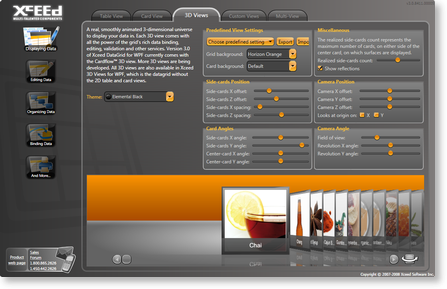 XCEED
MULTI-TALENTED COMPONENTS
Table View
Card View
3D Views
Custom Views
Multi-View
Displaying Data
Editing Data
Organizing Data
Binding Data
And More...
A real, smoothly animated 3-dimensional universe
to display your data in. Each 3D view comes with
all the power of the grid's rich data binding,
editing, validation and other services. Version 3.0
of Xceed DataGrid for WPF currently comes with
the Cardflow™ 3D view. More 3D views are
being developed. All 3D views are also available in Xceed
3D Views for WPF, which is the datagrid without
the 2D table and card views.
Theme:
Elemental Black
Predefined View Settings
Choose predefined setting
Export
Grid background:
Horizon Orange
Card background:
Default
Miscellaneous
The realized side-cards count represents the
maximum number of cards, on either side of the
center card, on which surfaces are displayed.
Realized side-cards count:
Show reflections
Side-cards Position
Side-cards X offset:
Side-cards Z offset:
Side-cards X spacing:
Side-cards Z spacing:
Camera Position
Camera X offset:
Camera Y offset:
Camera Z offset:
Looks at origin on:
X
Y
Card Angles
Side-cards X angle:
Side-cards Y angle:
Center-card X angle:
Center-card Y angle:
Camera Angle
Field of view:
Revolution X angle:
Revolution Y angle:
Chai
Product
web page
Sales
Forum
1.800.865.2626
1.450.442.2626
Copyright © 2007-2008 Xceed Software Inc.